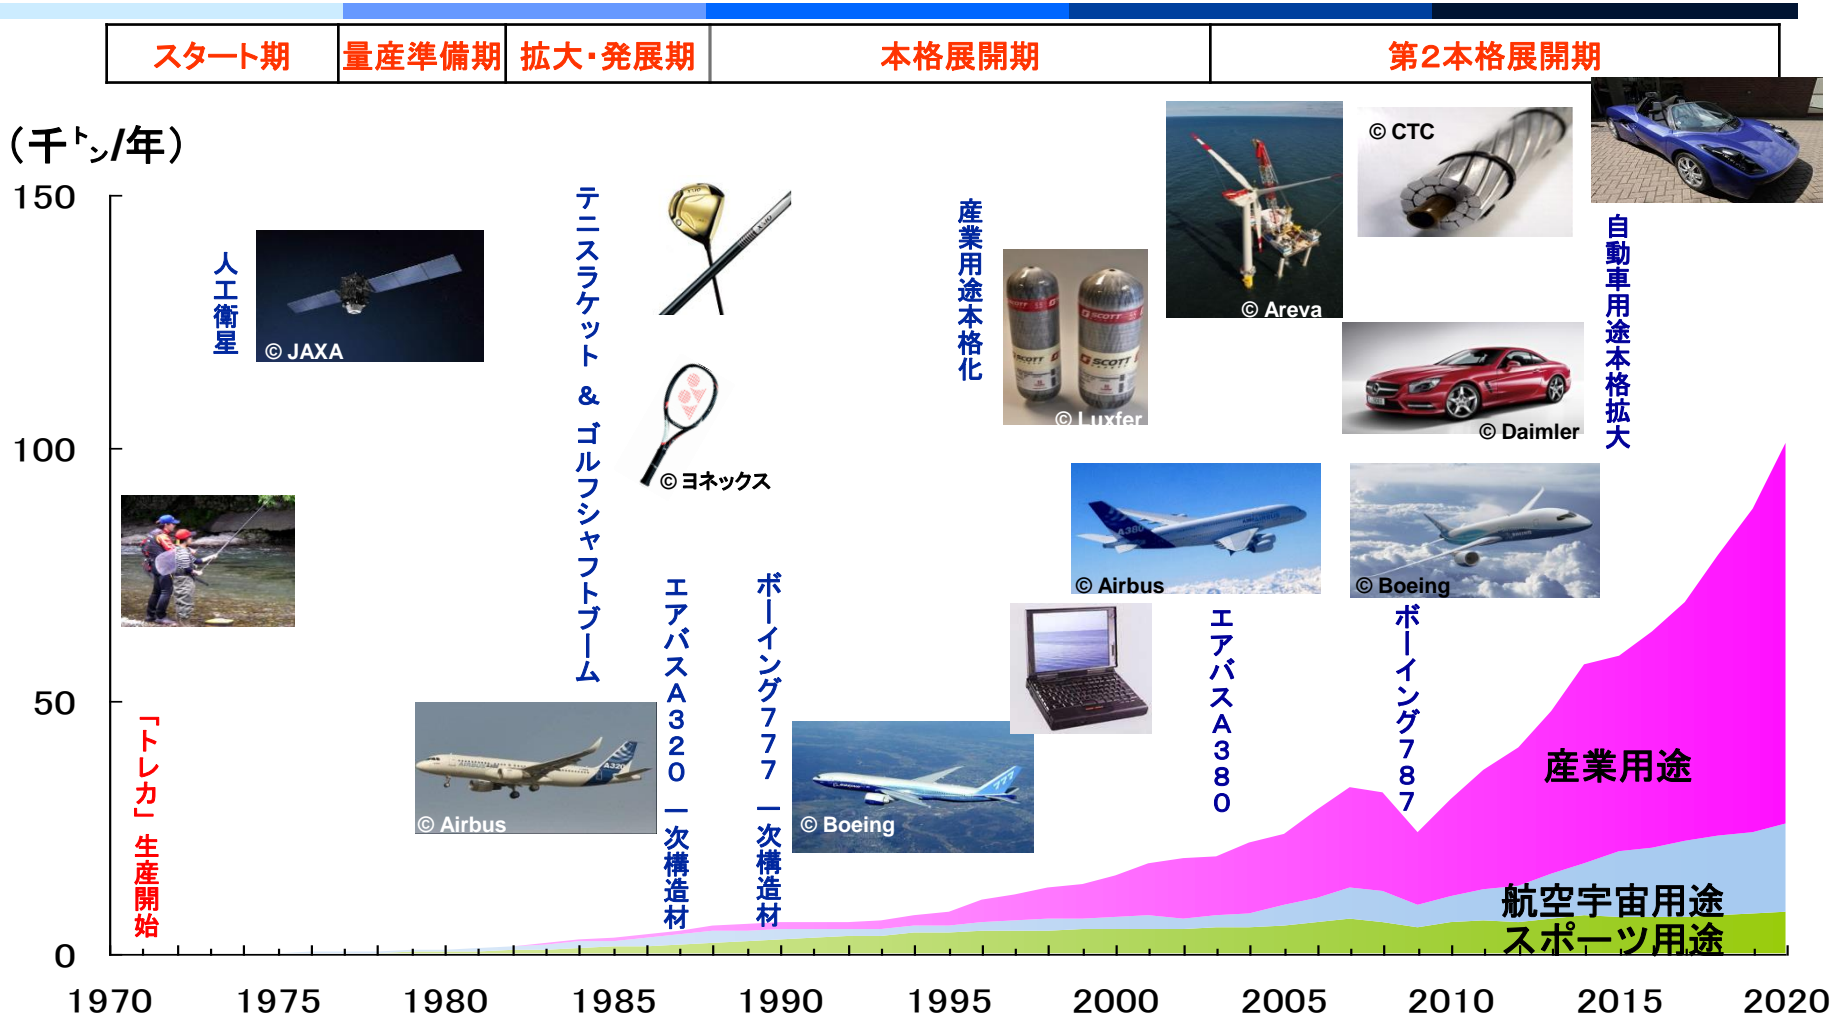 スタート期
量産準備期
拡大・発展期
本格展開期
第2本格展開期
(千トン/年)
150
100
50
0
人工衛星
© JAXA
テニスラケット & ゴルフシャフトブーム
© ヨネックス
産業用途本格化
SCOTT
SCOTT
© Luxfer
© Areva
© CTC
© Daimler
自動車用途本格拡大
「トレカ」生産開始
A320
© Airbus
エアバスA320 一次構造材
ボーイング777 一次構造材
777
© Boeing
A380
© Airbus
エアバスA380
© Boeing
ボーイング787
産業用途
航空宇宙用途
スポーツ用途
1970
1975
1980
1985
1990
1995
2000
2005
2010
2015
2020